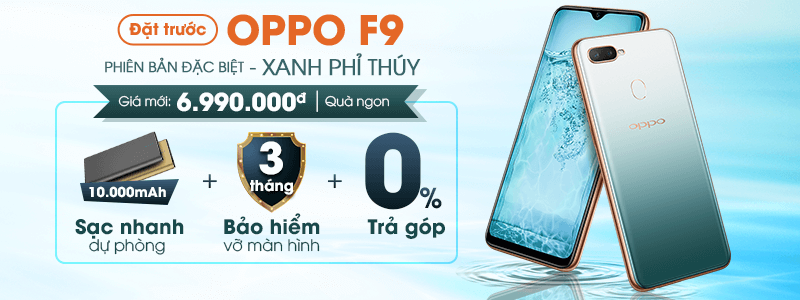 Đặt trước OPPO F9
PHIÊN BẢN ĐẶC BIỆT - XANH PHỈ THÚY
Giá mới: 6.990.000đ | Quà ngon
10.000mAh + 3 tháng + 0%
Sạc nhanh dự phòng
Bảo hiểm vỡ màn hình
Trả góp
oppo